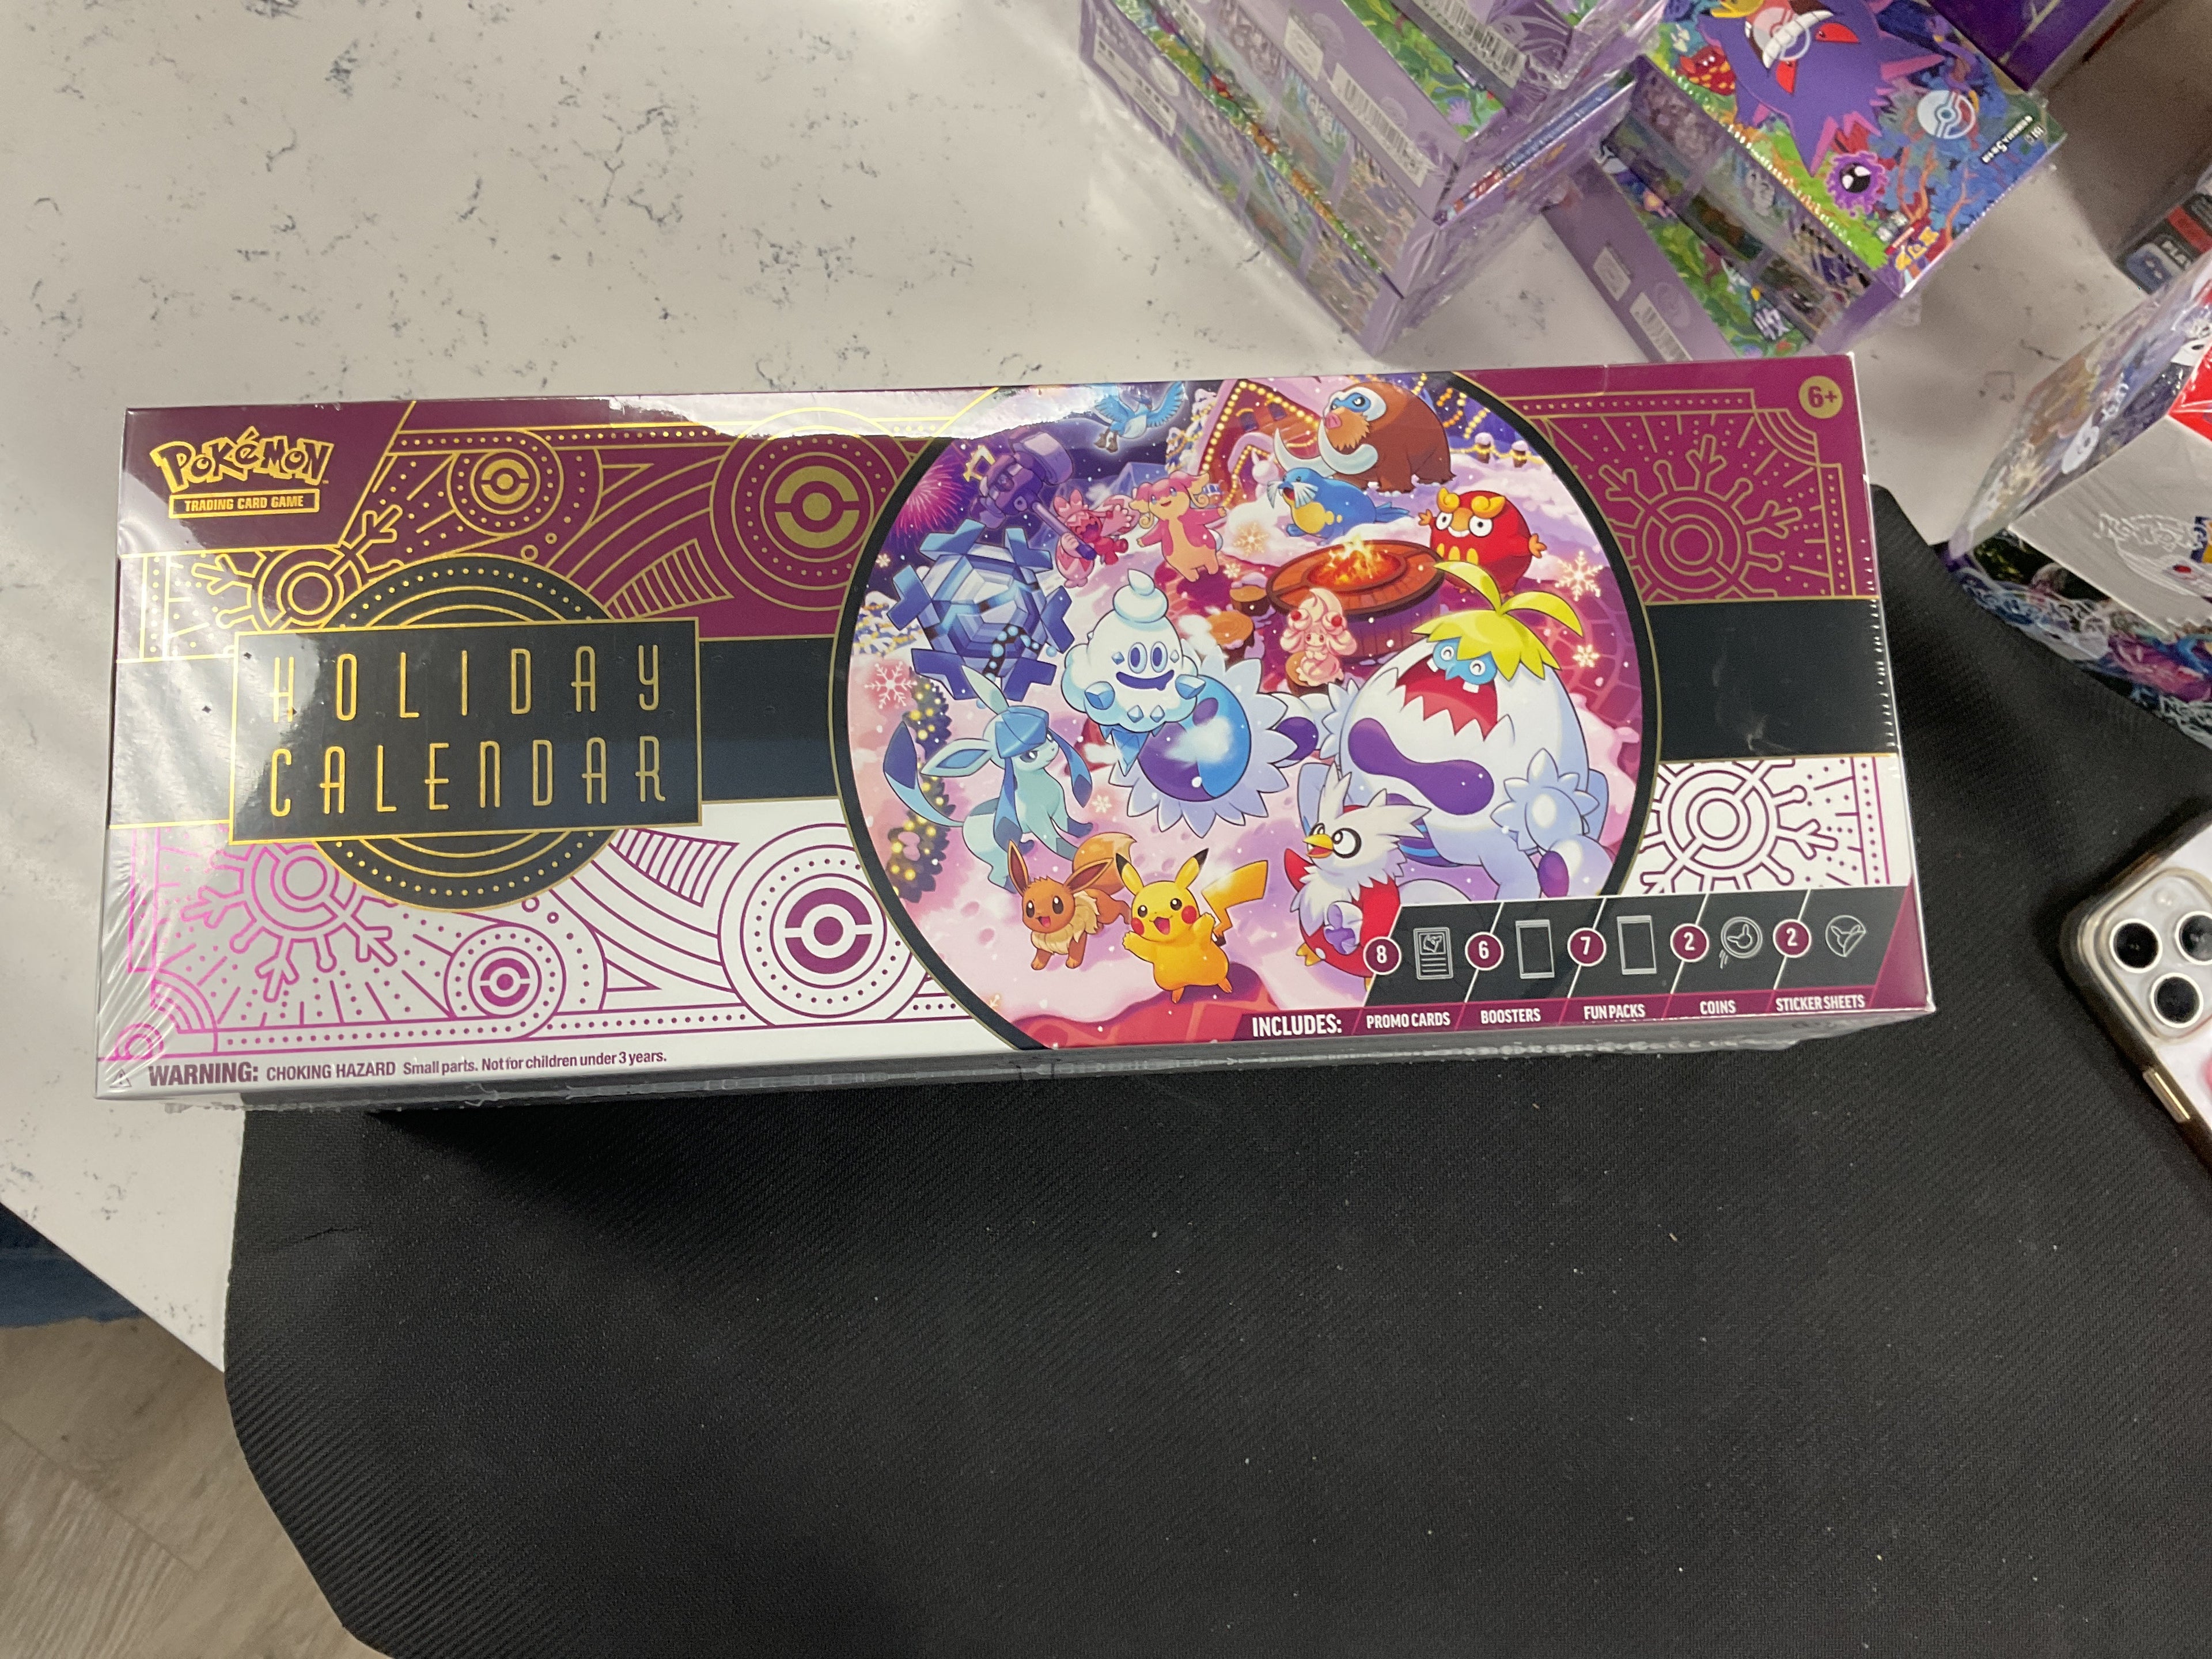 6+
POKéMON
TRADING CARD GAME
HOLIDAY
CALENDAR
8 6 7 2 2
INCLUDES: PROMO CARDS BOOSTERS FUN PACKS COINS STICKER SHEETS
WARNING: CHOKING HAZARD Small parts. Not for children under 3 years.